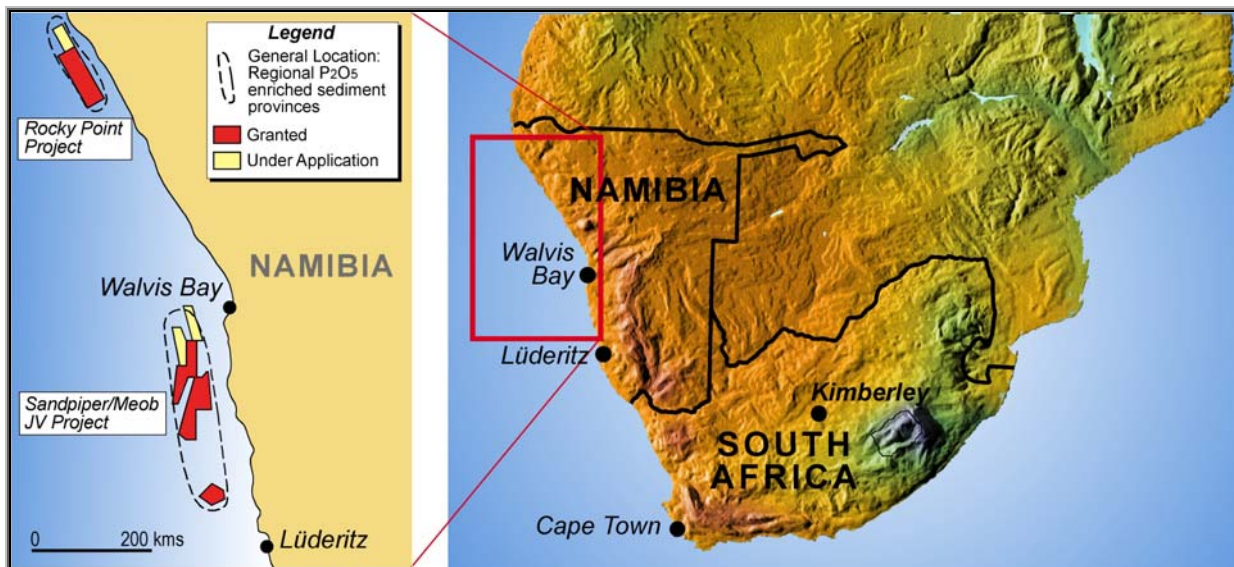 Legend
General Location:
Regional P2O5
enriched sediment
provinces
Granted
Under Application
Rocky Point
Project
NAMIBIA
Walvis Bay
Sandpiper/Meob
JV Project
0 200 kms
Lüderitz
NAMIBIA
Walvis
Bay
Lüderitz
Kimberley
SOUTH
AFRICA
Cape Town